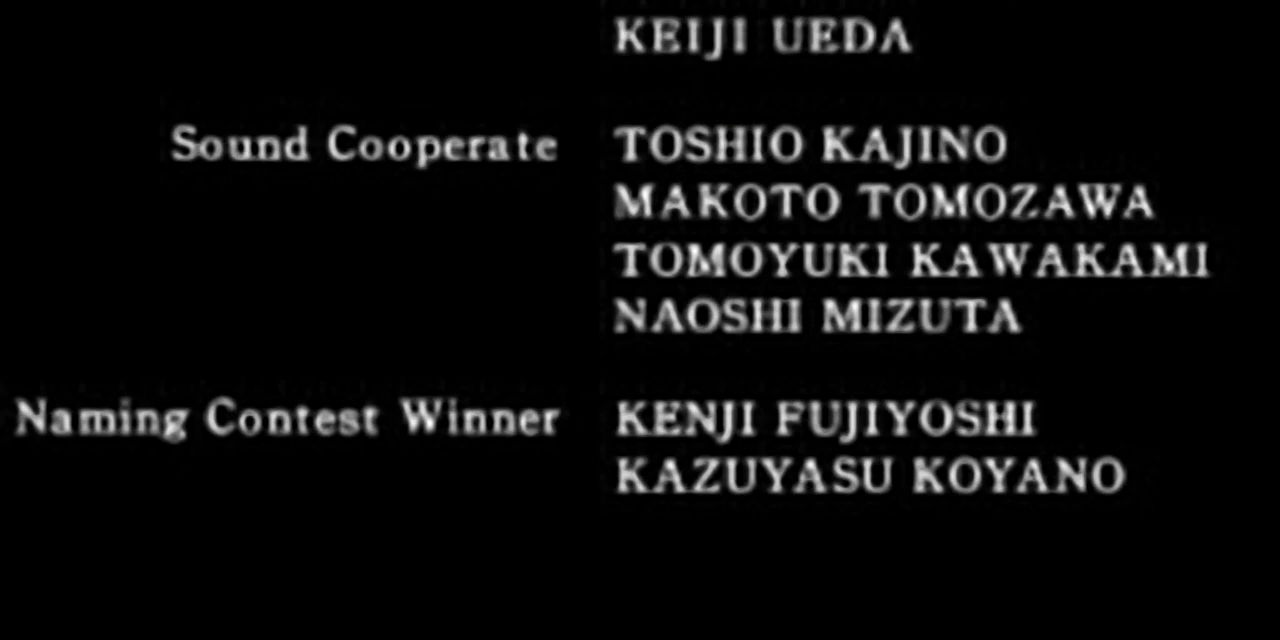 KEIJI UEDA
Sound Cooperate TOSHIO KAJINO
MAKOTO TOMOZAWA
TOMOYUKI KAWAKAMI
NAOSHI MIZUTA
Naming Contest Winner KENJI FUJIYOSHI
KAZUYASU KOYANO